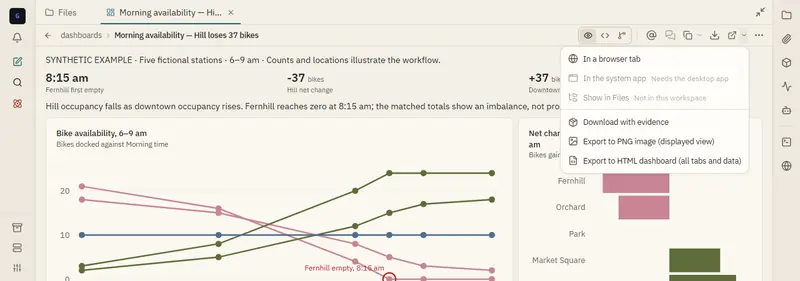 Files
Morning availability — Hi...
dashboards › Morning availability — Hill loses 37 bikes
SYNTHETIC EXAMPLE · Five fictional stations · 6–9 am · Counts and locations illustrate the workflow.
8:15 am
Fernhill first empty
-37 bikes
Hill net change
+37 bik
Downtown
Hill occupancy falls as downtown occupancy rises. Fernhill reaches zero at 8:15 am; the matched totals show an imbalance, not pro
In a browser tab
In the system app Needs the desktop app
Show in Files Not in this workspace
Download with evidence
Export to PNG image (displayed view)
Export to HTML dashboard (all tabs and data)
Bike availability, 6–9 am
Bikes docked against Morning time
20
10
0
Fernhill empty, 8:15 am
Net chan
am
Bikes gai
Fernhill
Orchard
Park
Market Square